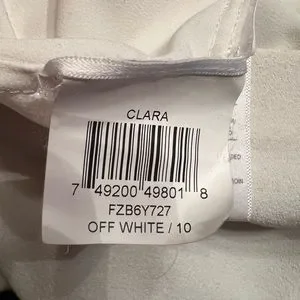 CLARA
7 49200 49801 8
FZB6Y727
OFF WHITE / 10